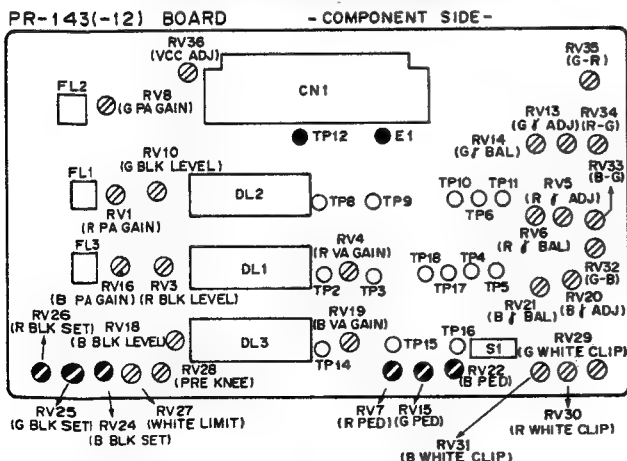 PR-143(-12) BOARD -COMPONENT SIDE-
RV36
(VCC ADJ)
RV35
(G-R)
FL2
RV8
(G PA GAIN)
CN1
RV13
(G γ ADJ)
RV34
(R-G)
TP12
E1
RV14
(G γ BAL)
RV33
(B-G)
RV10
(G BLK LEVEL)
FL1
RV1
(R PA GAIN)
DL2
TP8
TP9
TP10
TP11
TP6
RV5
(R γ ADJ)
RV6
(R γ BAL)
FL3
RV16
(B PA GAIN)
RV3
(R BLK LEVEL)
DL1
RV4
(R VA GAIN)
TP2
TP3
TP18
TP4
TP17
TP5
RV32
(G-B)
RV21
(B γ BAL)
RV20
(B γ ADJ)
RV26
(R BLK SET)
RV18
B BLK LEVEL)
DL3
RV19
(B VA GAIN)
TP14
TP15
TP16
S1
RV29
(G WHITE CLIP)
RV28
(PRE KNEE)
RV22
(B PED)
RV25
(G BLK SET)
RV24
(B BLK SET)
RV27
(WHITE LIMIT)
RV7
(R PED)
RV15
(G PED)
RV31
(B WHITE CLIP)
RV30
(R WHITE CLIP)